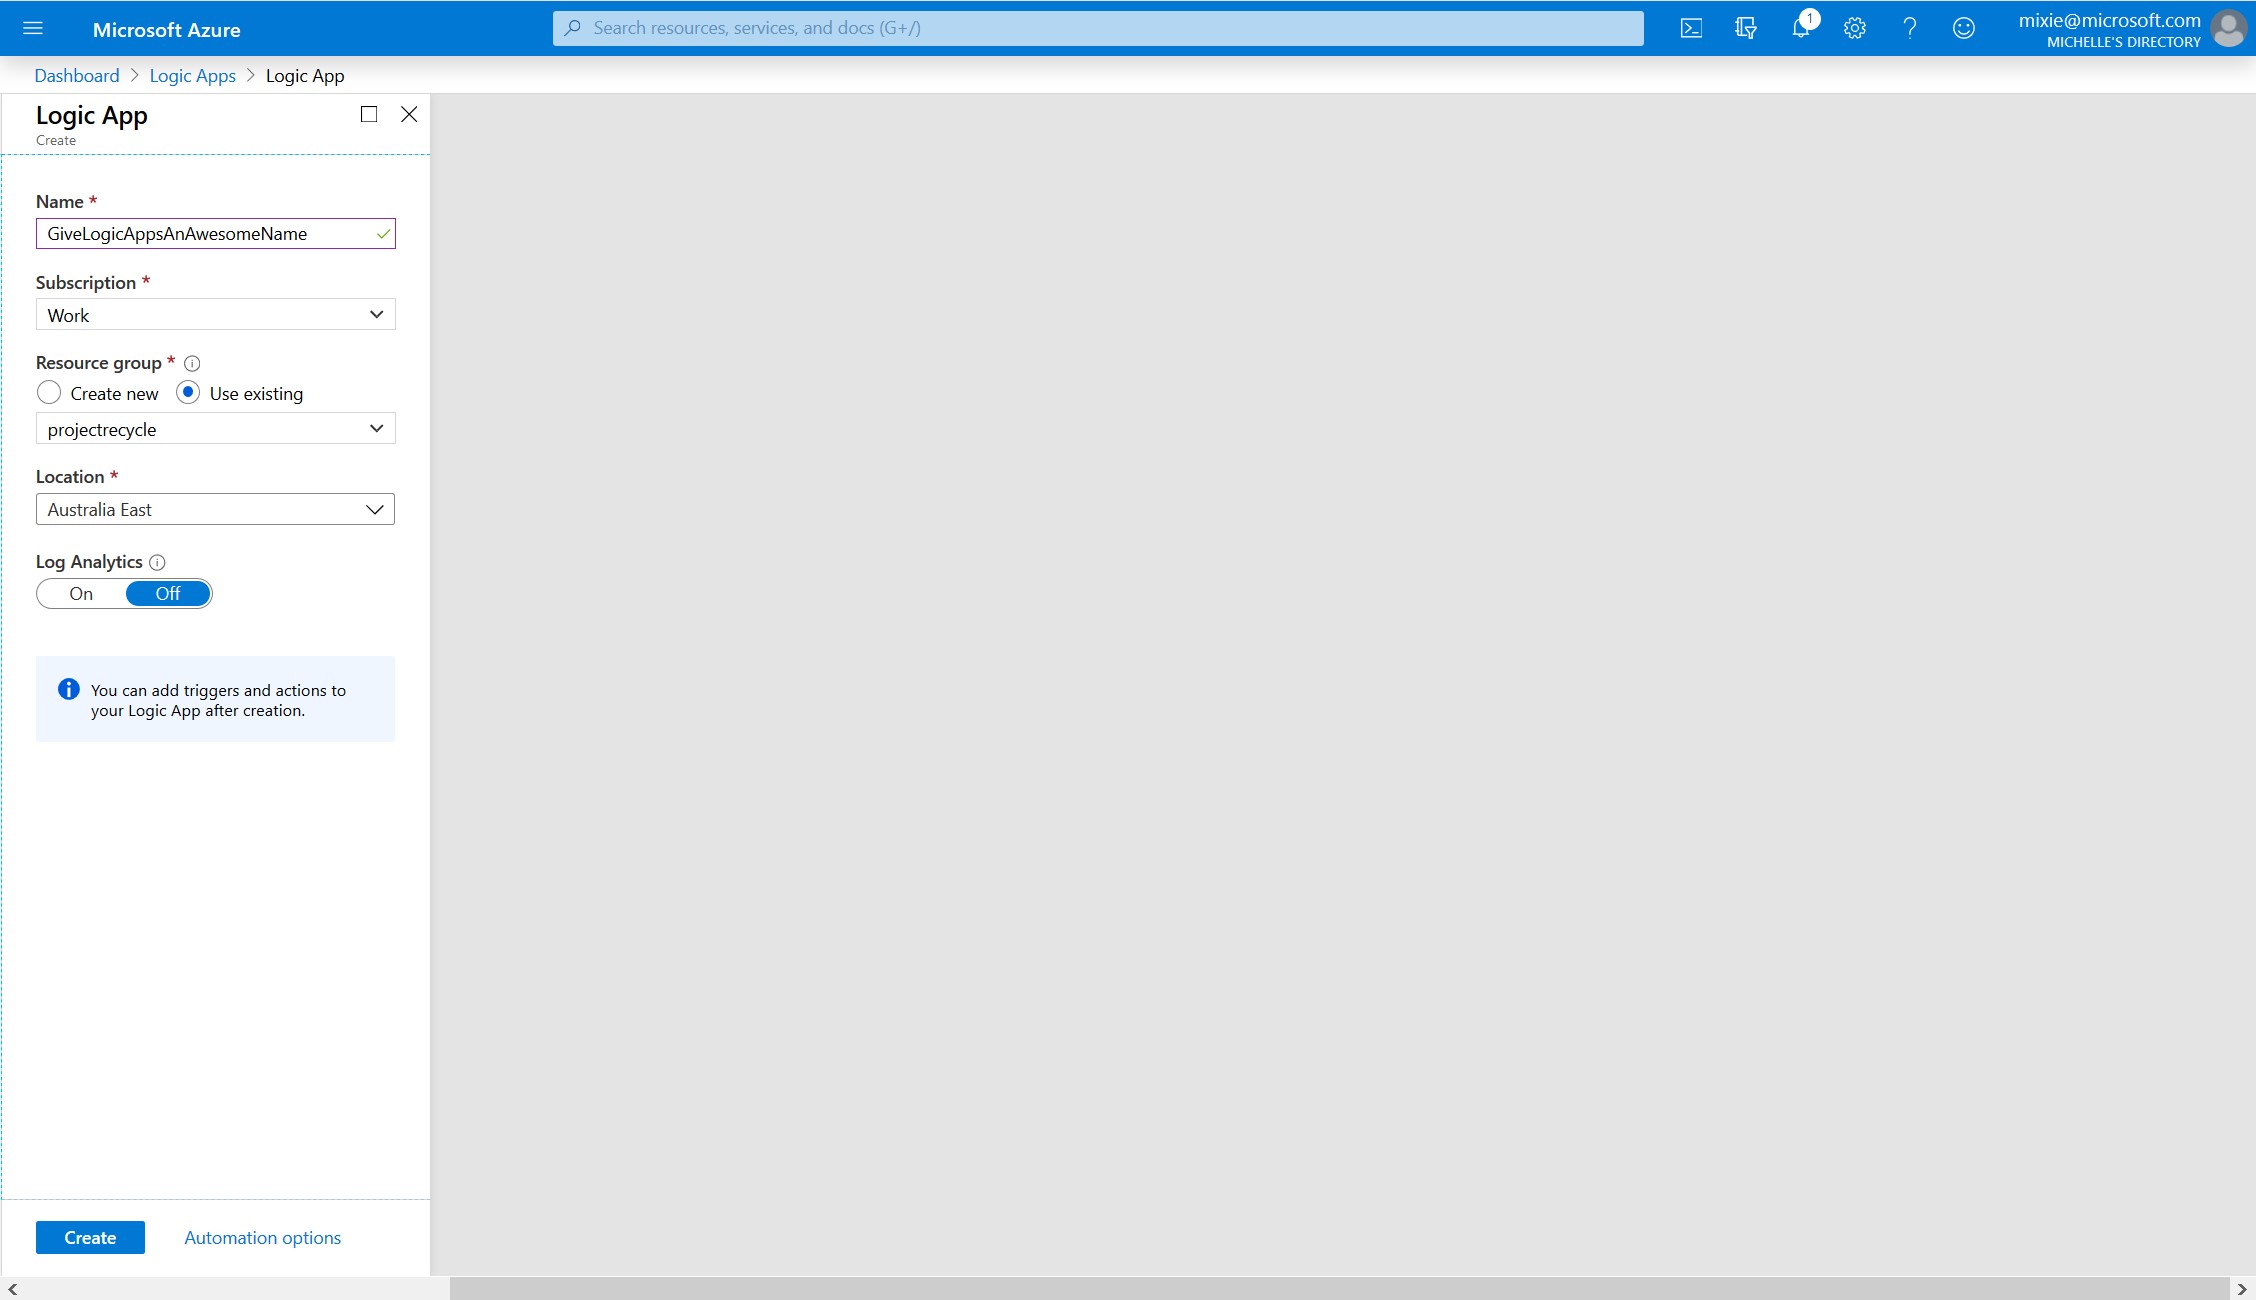 Microsoft Azure
Search resources, services, and docs (G+/)
1
mixie@microsoft.com
MICHELLE'S DIRECTORY
Dashboard > Logic Apps > Logic App
Logic App
Create
Name *
GiveLogicAppsAnAwesomeName
Subscription *
Work
Resource group *
Create new Use existing
projectrecycle
Location *
Australia East
Log Analytics
On Off
You can add triggers and actions to
your Logic App after creation.
Create Automation options